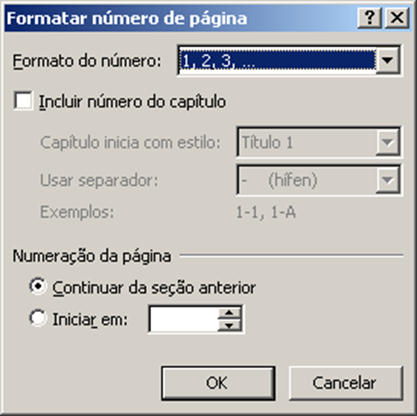 Formatar número de página
Formato do número: 1, 2, 3, ...
Incluir número do capítulo
Capítulo inicia com estilo: Título 1
Usar separador: - (hífen)
Exemplos: 1-1, 1-A
Numeração da página
Continuar da seção anterior
Iniciar em:
OK Cancelar